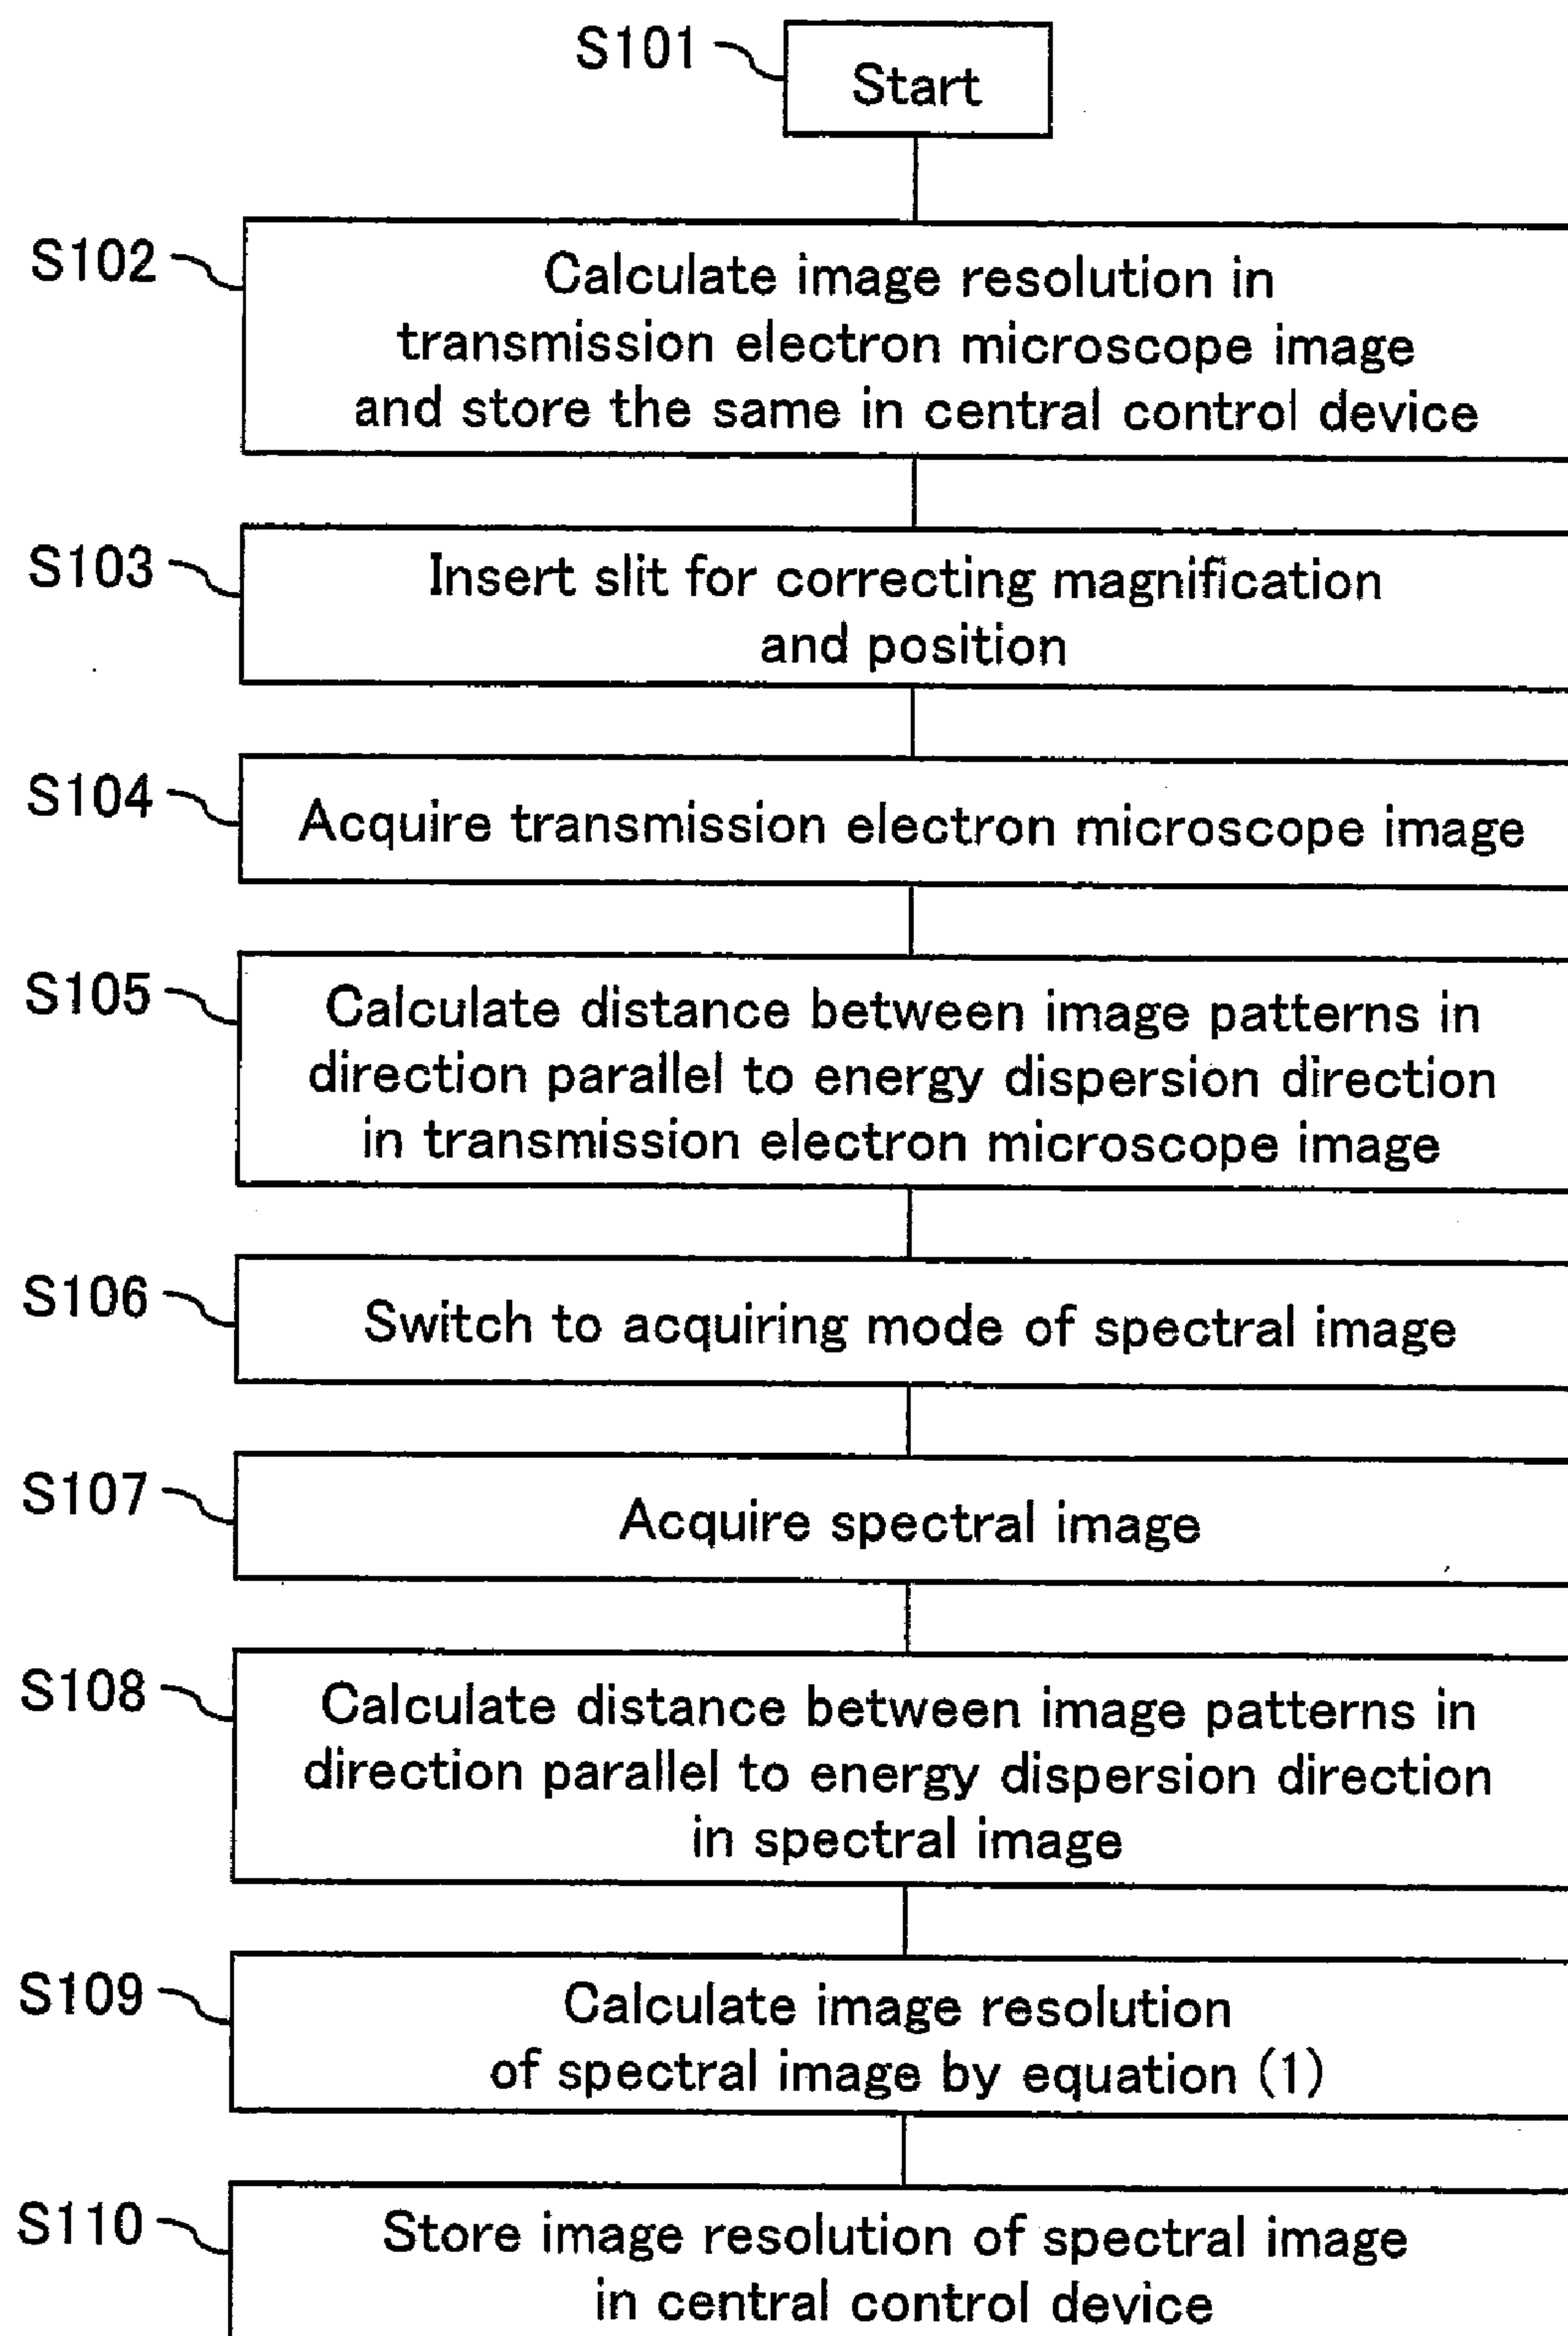 S101
Start
S102
Calculate image resolution in
transmission electron microscope image
and store the same in central control device
S103
Insert slit for correcting magnification
and position
S104
Acquire transmission electron microscope image
S105
Calculate distance between image patterns in
direction parallel to energy dispersion direction
in transmission electron microscope image
S106
Switch to acquiring mode of spectral image
S107
Acquire spectral image
S108
Calculate distance between image patterns in
direction parallel to energy dispersion direction
in spectral image
S109
Calculate image resolution
of spectral image by equation (1)
S110
Store image resolution of spectral image
in central control device